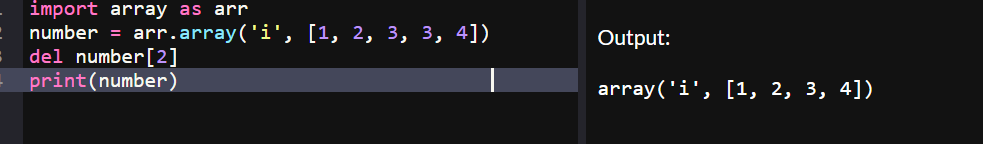 import array as arr
number = arr.array('i', [1, 2, 3, 3, 4])
del number[2]
print(number)
Output:
array('i', [1, 2, 3, 4])